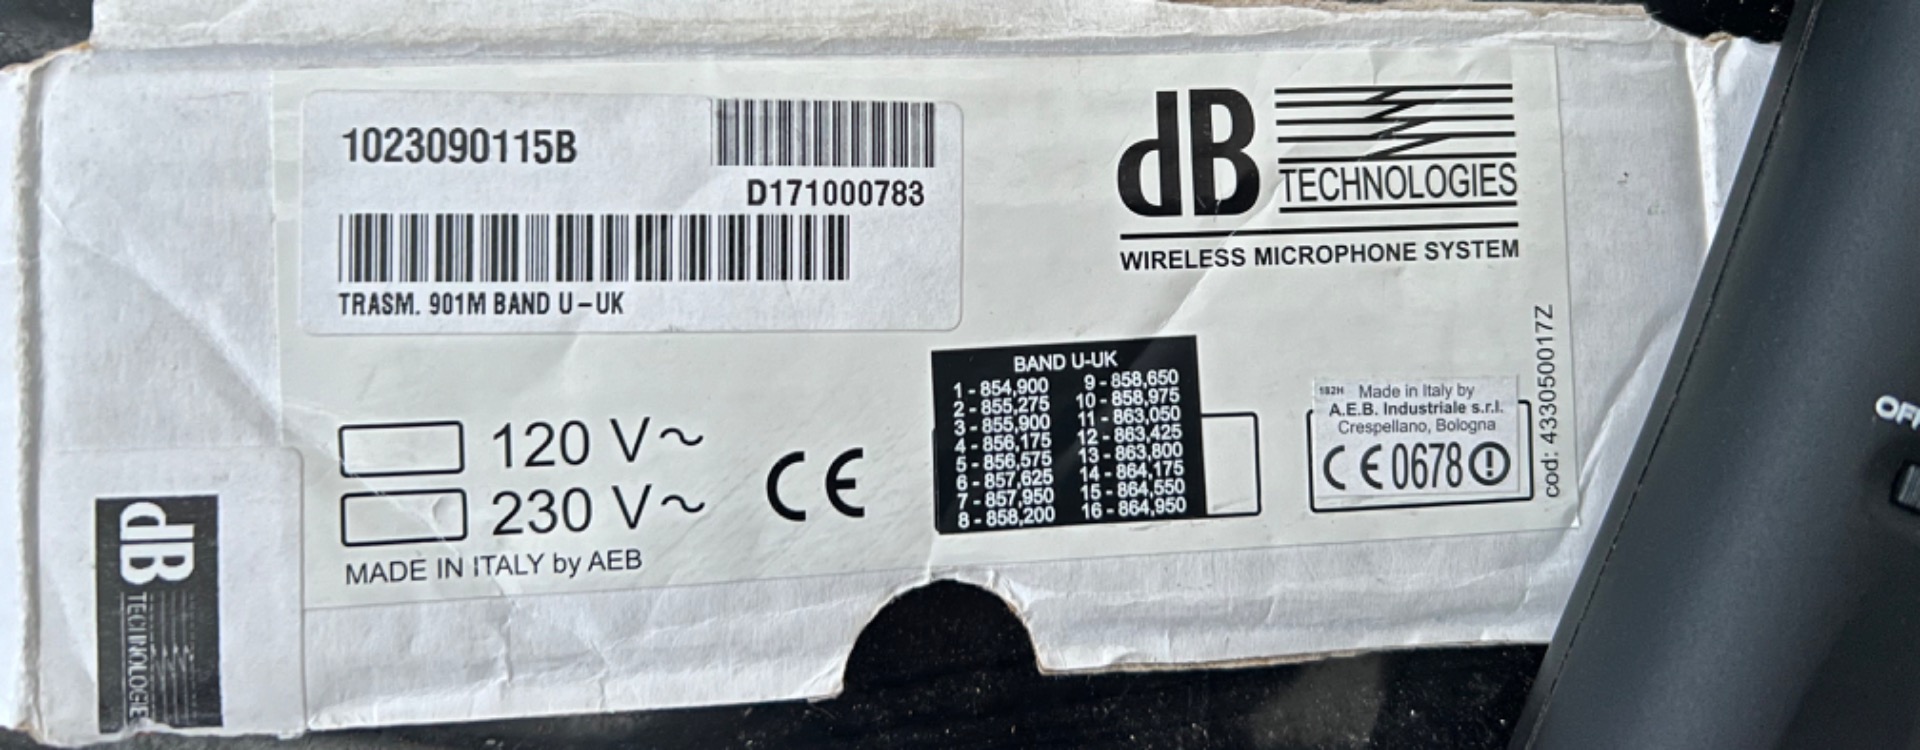 1023090115B
D171000783
TRASM. 901M BAND U-UK
dB
TECHNOLOGIES
WIRELESS MICROPHONE SYSTEM
120 V~
230 V~
MADE IN ITALY by AEB
CE
BAND U-UK
1 - 854,900 9 - 858,650
2 - 855,275 10 - 858,975
3 - 855,900 11 - 863,050
4 - 856,175 12 - 863,425
5 - 856,575 13 - 863,800
6 - 857,625 14 - 864,175
7 - 857,950 15 - 864,550
8 - 858,200 16 - 864,950
182H Made in Italy by
A.E.B. Industriale s.r.l.
Crespellano, Bologna
CE0678
cod: 433050017Z
dB